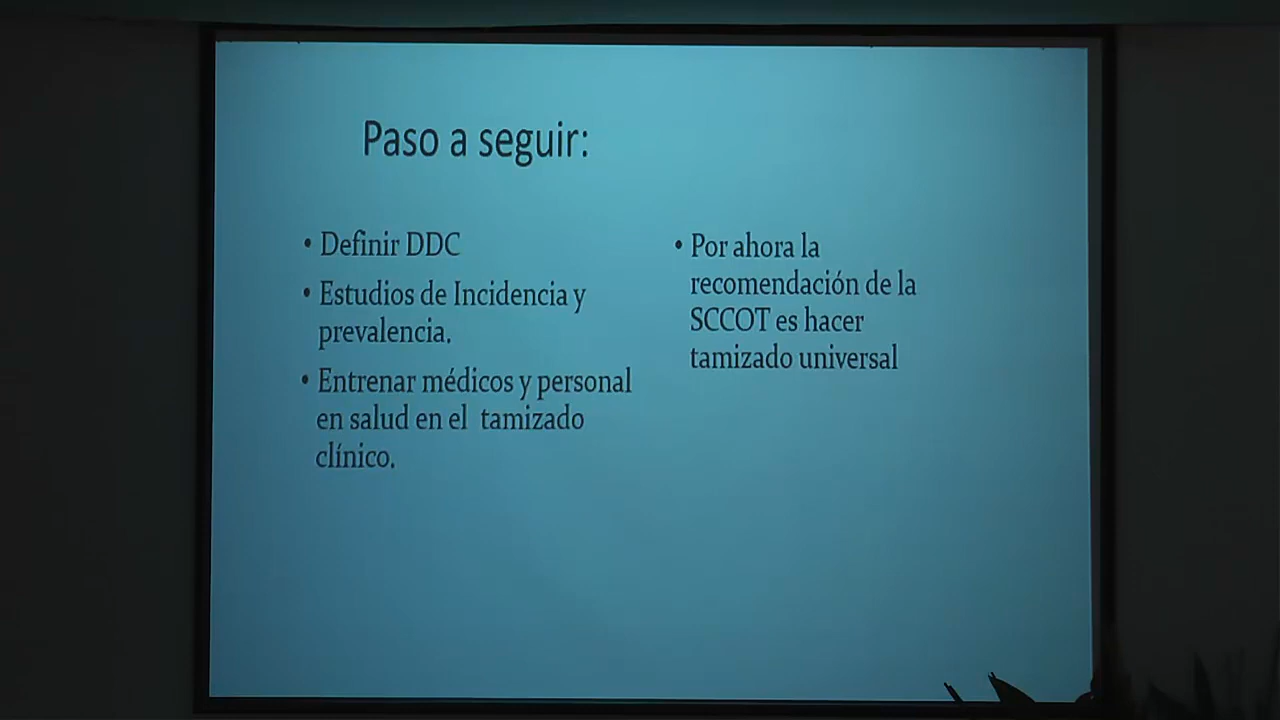 Paso a seguir:
• Definir DDC
• Estudios de Incidencia y
prevalencia.
• Entrenar médicos y personal
en salud en el tamizado
clínico.
• Por ahora la
recomendación de la
SCCOT es hacer
tamizado universal